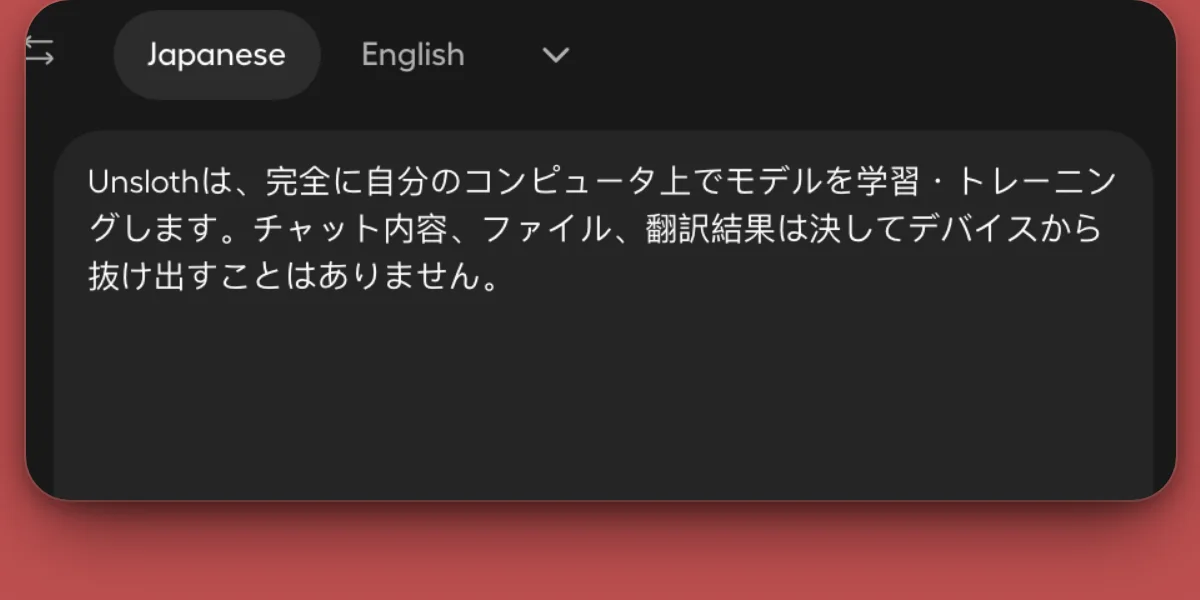 Japanese English
Unslothは、完全に自分のコンピュータ上でモデルを学習・トレーニン
グします。チャット内容、ファイル、翻訳結果は決してデバイスから
抜け出すことはありません。